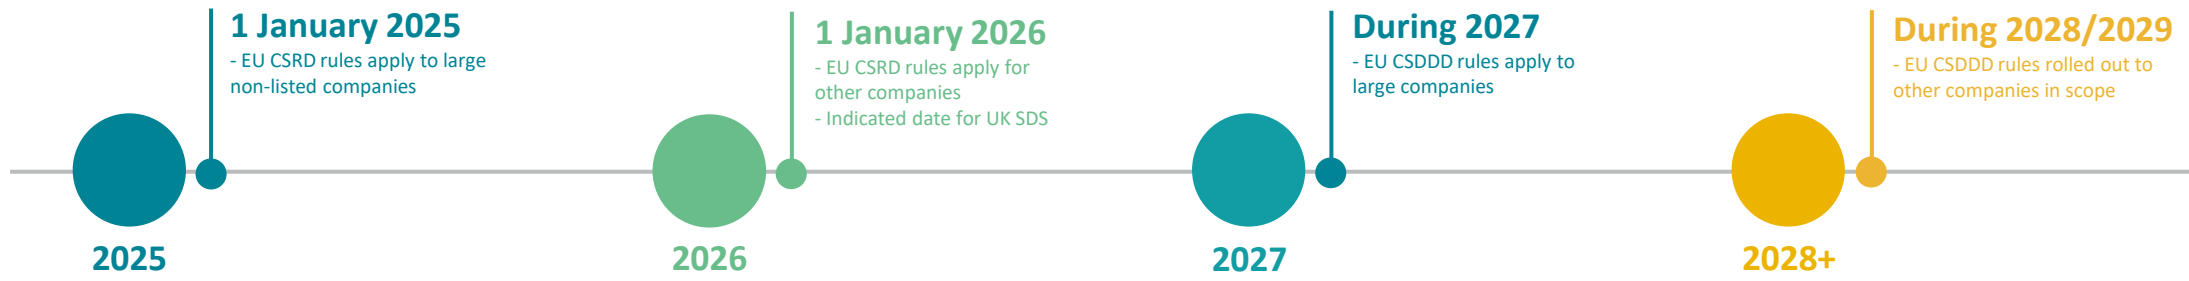 1 January 2025
- EU CSRD rules apply to large
non-listed companies
2025
1 January 2026
- EU CSRD rules apply for
other companies
- Indicated date for UK SDS
2026
During 2027
- EU CSDDD rules apply to
large companies
2027
During 2028/2029
- EU CSDDD rules rolled out to
other companies in scope
2028+